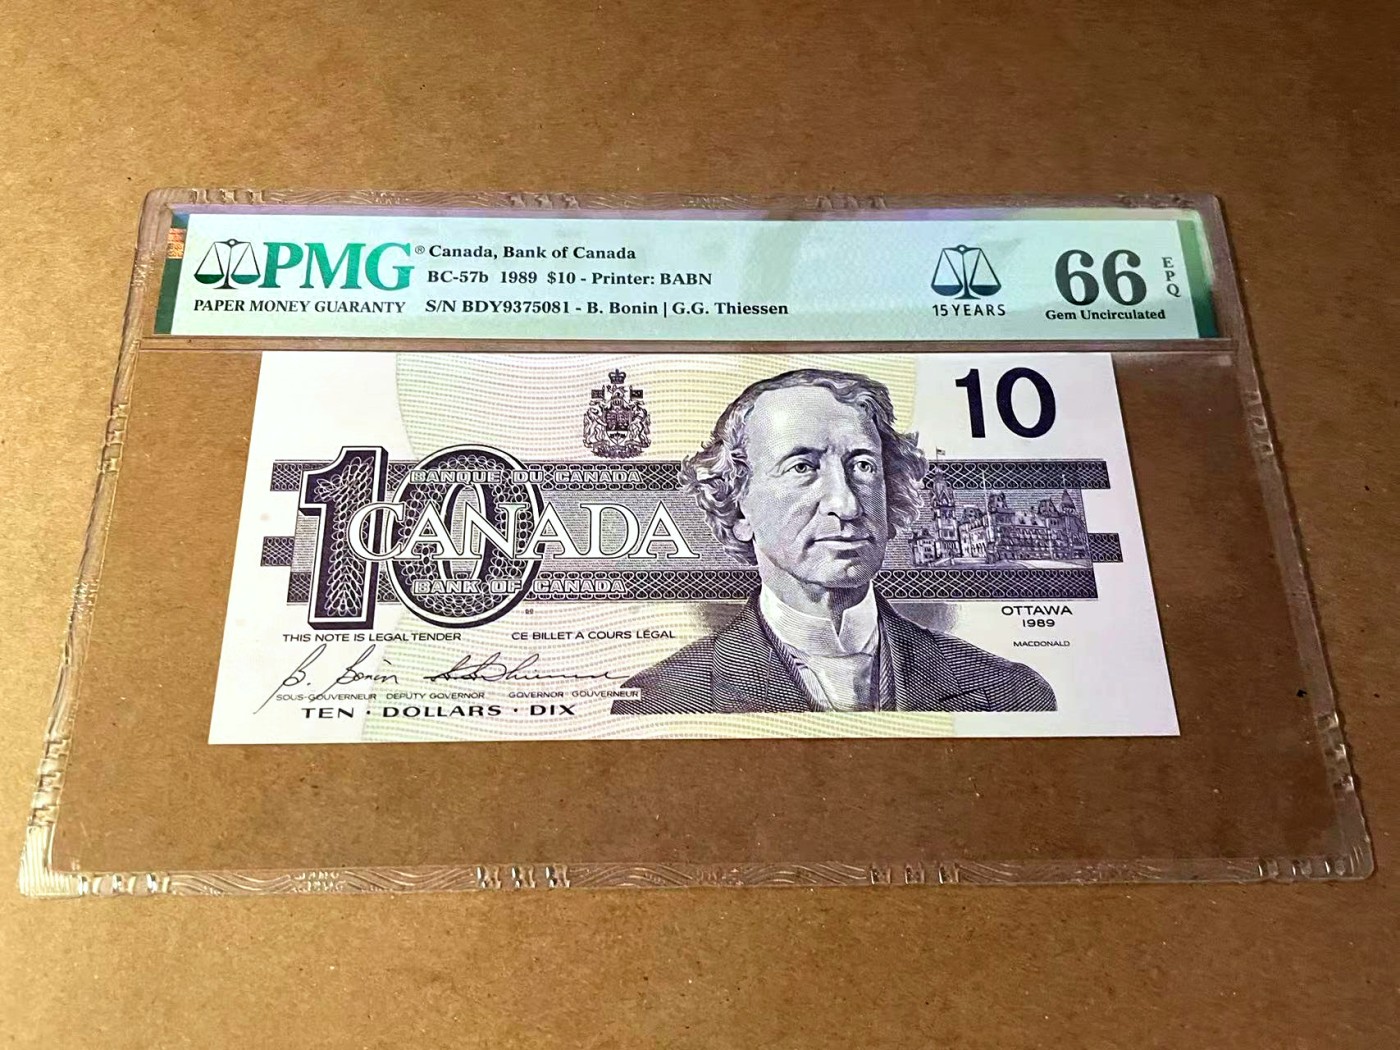 PMG®
PAPER MONEY GUARANTY
Canada, Bank of Canada
BC-57b 1989 $10 - Printer: BABN
S/N BDY9375081 - B. Bonin | G.G. Thiessen
15 YEARS
66
EPQ
Gem Uncirculated
10
10
BANQUE DU CANADA
CANADA
BANK OF CANADA
OTTAWA
1989
MACDONALD
THIS NOTE IS LEGAL TENDER CE BILLET A COURS LÉGAL
B. Bonin
SOUS-GOUVERNEUR DEPUTY GOVERNOR GOVERNOR - GOUVERNEUR
TEN · DOLLARS · DIX